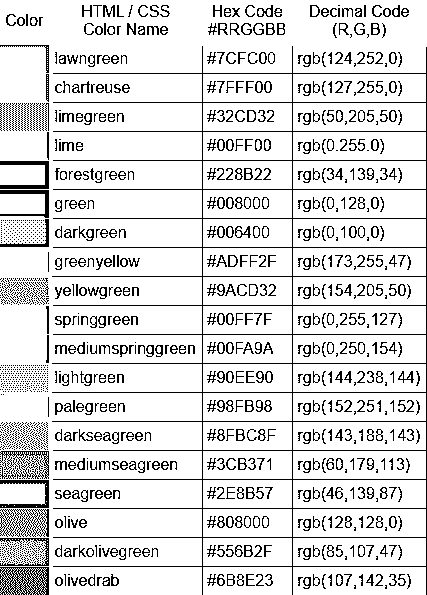 Color HTML / CSS Color Name Hex Code #RRGGBB Decimal Code (R,G,B)
lawngreen #7CFC00 rgb(124,252,0)
chartreuse #7FFF00 rgb(127,255,0)
limegreen #32CD32 rgb(50,205,50)
lime #00FF00 rgb(0.255.0)
forestgreen #228B22 rgb(34,139,34)
green #008000 rgb(0,128,0)
darkgreen #006400 rgb(0,100,0)
greenyellow #ADFF2F rgb(173,255,47)
yellowgreen #9ACD32 rgb(154,205,50)
springgreen #00FF7F rgb(0,255,127)
mediumspringgreen #00FA9A rgb(0,250,154)
lightgreen #90EE90 rgb(144,238,144)
palegreen #98FB98 rgb(152,251,152)
darkseagreen #8FBC8F rgb(143,188,143)
mediumseagreen #3CB371 rgb(60,179,113)
seagreen #2E8B57 rgb(46,139,87)
olive #808000 rgb(128,128,0)
darkolivegreen #556B2F rgb(85,107,47)
olivedrab #6B8E23 rgb(107,142,35)